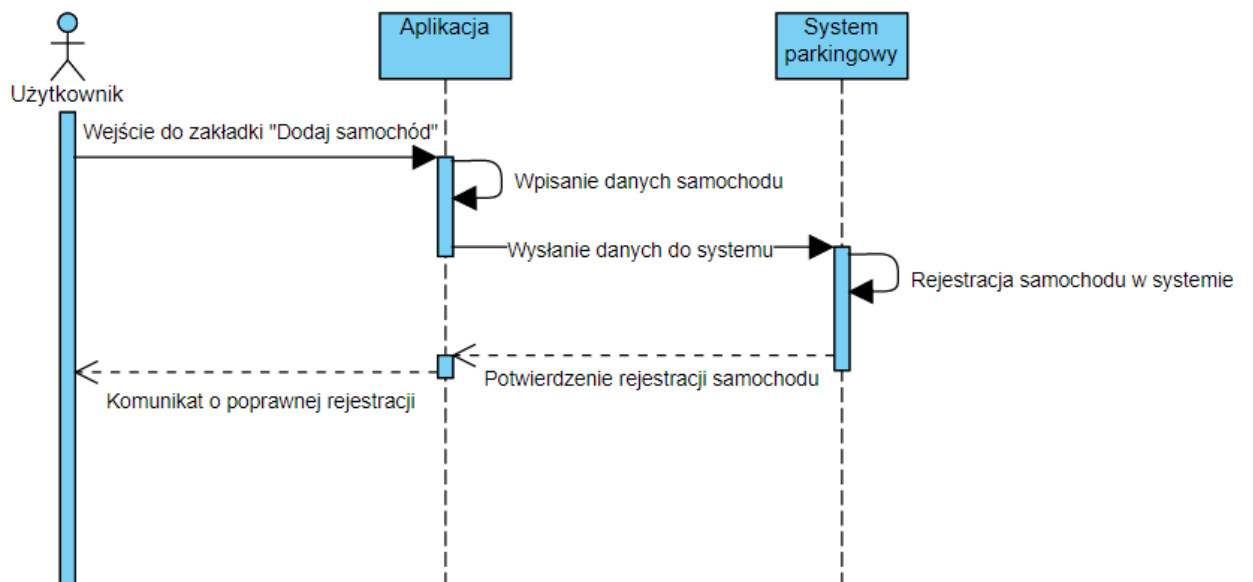 Użytkownik
Aplikacja
System
parkingowy
Wejście do zakładki "Dodaj samochód"
Wpisanie danych samochodu
Wysłanie danych do systemu
Rejestracja samochodu w systemie
Potwierdzenie rejestracji samochodu
Komunikat o poprawnej rejestracji